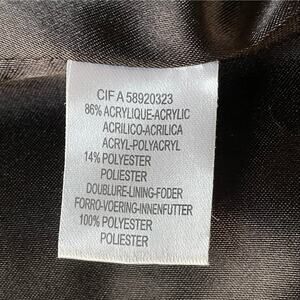 CIF A 58920323
86% ACRYLIQUE-ACRYLIC
ACRILICO-ACRILICA
ACRYL-POLYACRYL
14% POLYESTER
POLIESTER
DOUBLURE-LINING-FODER
FORRO-VOERING-INNENFUTTER
100% POLYESTER
POLIESTER